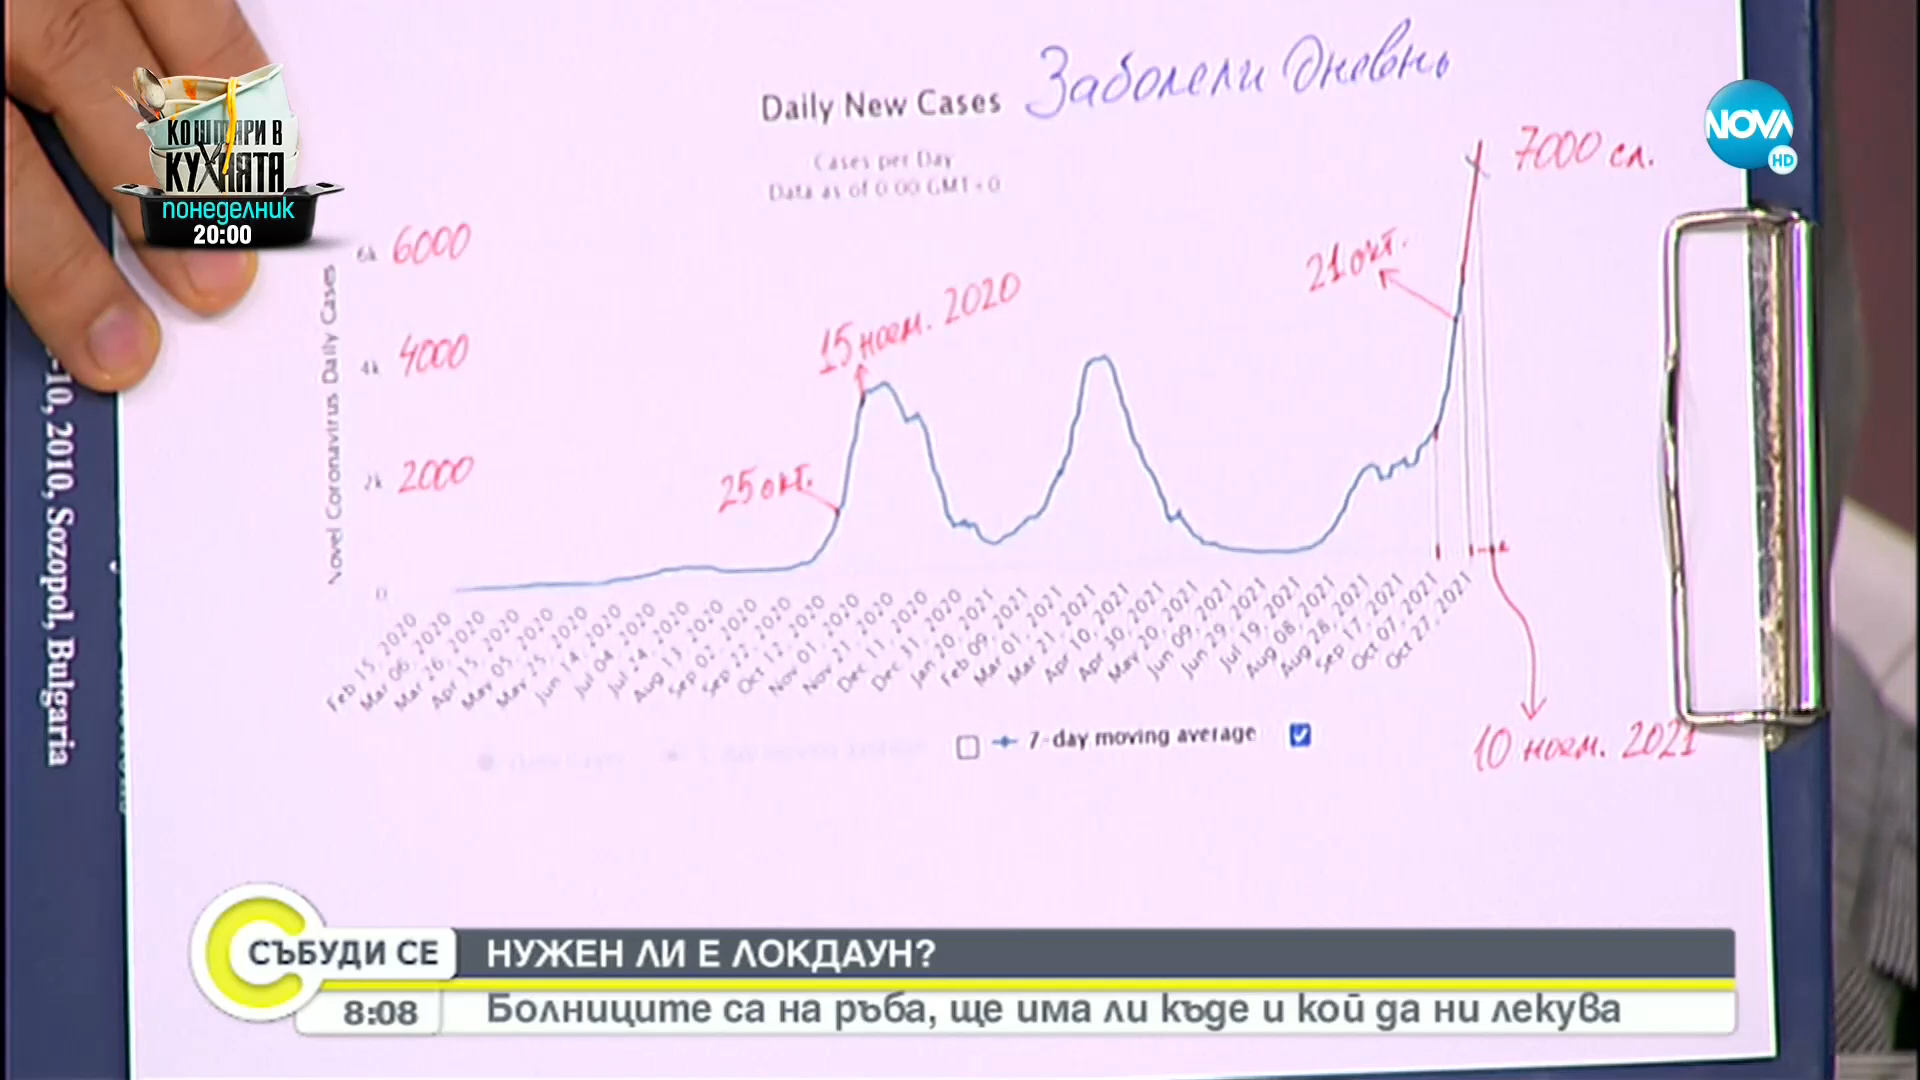 КОШМАРИ В
КУХНЯТА
понеделник
20:00
NOVA
HD
Daily New Cases
Заболели дневно
Cases per Day
Data as of 0:00 GMT+0
7000 сл.
21 окт.
15 ноем. 2020
25 окт.
6k 6000
4k 4000
2k 2000
0
Novel Coronavirus Daily Cases
Feb 15, 2020
Mar 06, 2020
Mar 26, 2020
Apr 15, 2020
May 05, 2020
May 25, 2020
Jun 14, 2020
Jul 04, 2020
Jul 24, 2020
Aug 13, 2020
Sep 02, 2020
Sep 22, 2020
Oct 12, 2020
Nov 01, 2020
Nov 21, 2020
Dec 11, 2020
Dec 31, 2020
Jan 20, 2021
Feb 09, 2021
Mar 01, 2021
Mar 21, 2021
Apr 10, 2021
Apr 30, 2021
May 20, 2021
Jun 09, 2021
Jun 29, 2021
Jul 19, 2021
Aug 08, 2021
Aug 28, 2021
Sep 17, 2021
Oct 07, 2021
Oct 27, 2021
7-day moving average
10 ноем. 2021
-10, 2010, Sozopol, Bulgaria
СЪБУДИ СЕ
НУЖЕН ЛИ Е ЛОКДАУН?
8:08
Болниците са на ръба, ще има ли къде и кой да ни лекува